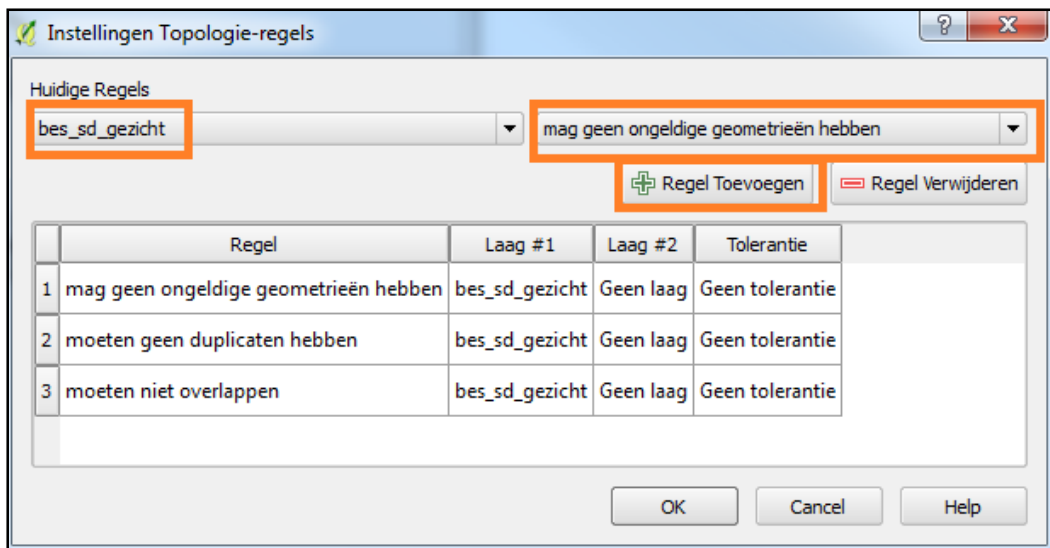 Instellingen Topologie-regels
Huidige Regels
bes_sd_gezicht mag geen ongeldige geometrieën hebben
Regel Toevoegen Regel Verwijderen
Regel Laag #1 Laag #2 Tolerantie
1 mag geen ongeldige geometrieën hebben bes_sd_gezicht Geen laag Geen tolerantie
2 moeten geen duplicaten hebben bes_sd_gezicht Geen laag Geen tolerantie
3 moeten niet overlappen bes_sd_gezicht Geen laag Geen tolerantie
OK Cancel Help